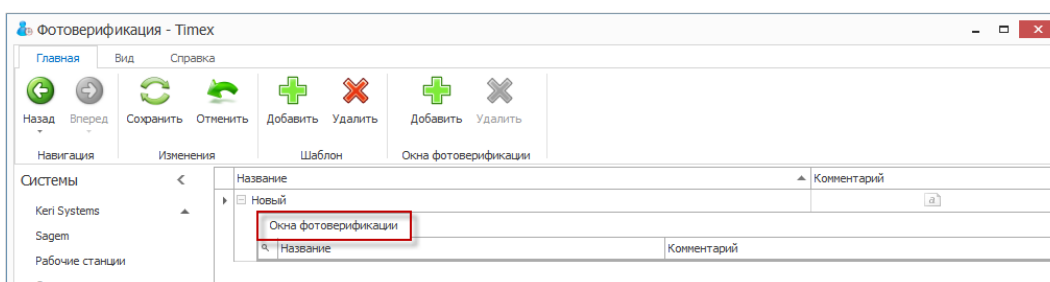 Фотоверификация - Timex
Главная Вид Справка
Назад Вперед Сохранить Отменить Добавить Удалить Добавить Удалить
Навигация Изменения Шаблон Окна фотоверификации
Системы Название Комментарий
Новый
Keri Systems
Окна фотоверификации
Sagem
Название Комментарий
Рабочие станции